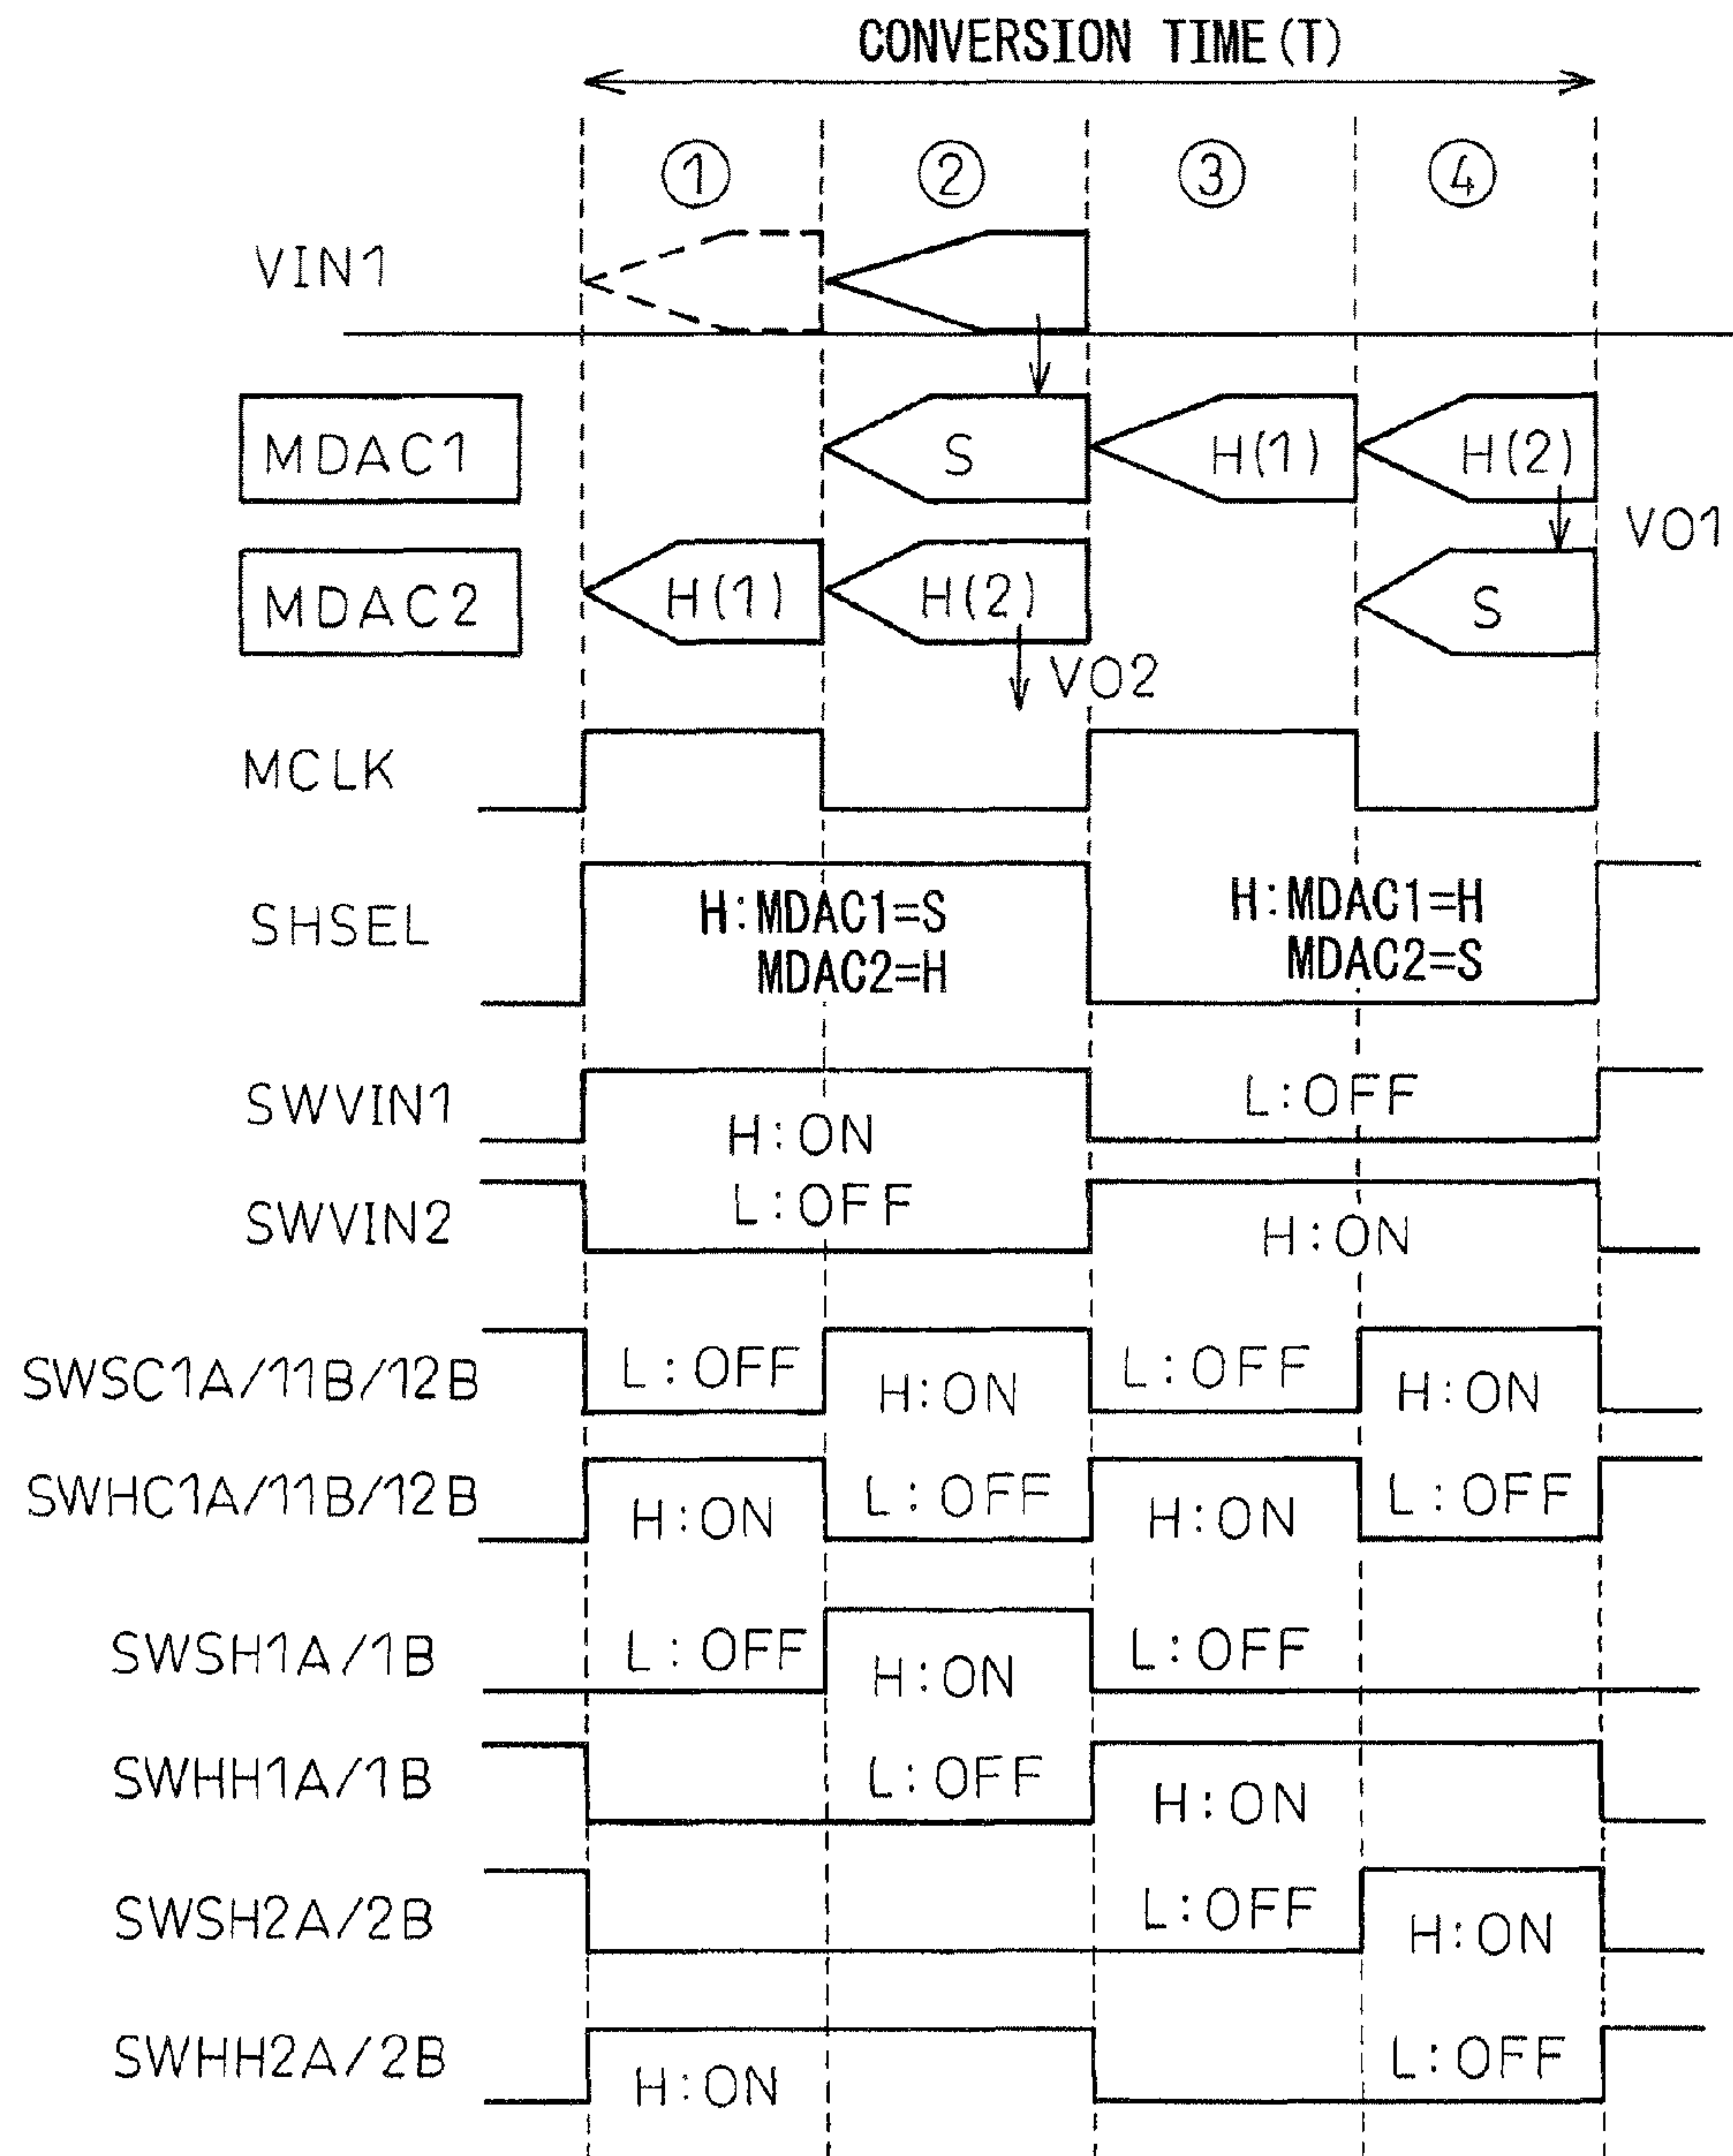 CONVERSION TIME(T)
① ② ③ ④
VIN1
MDAC1 S H(1) H(2)
VO1
MDAC2 H(1) H(2) S
VO2
MCLK
SHSEL H:MDAC1=S H:MDAC1=H
MDAC2=H MDAC2=S
SWVIN1 L:OFF
H:ON
L:OFF
SWVIN2 H:ON
SWSC1A/11B/12B L:OFF H:ON L:OFF H:ON
SWHC1A/11B/12B H:ON L:OFF H:ON L:OFF
SWSH1A/1B L:OFF H:ON L:OFF
SWHH1A/1B L:OFF H:ON
SWSH2A/2B L:OFF H:ON
SWHH2A/2B H:ON L:OFF